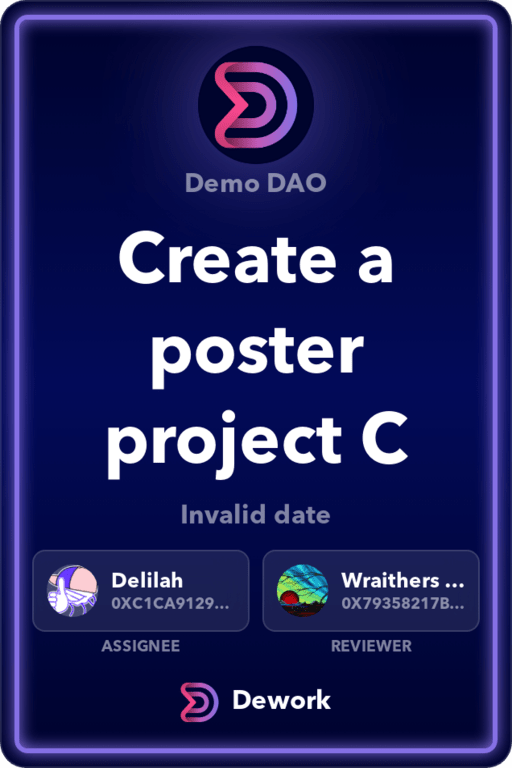 Demo DAO
Create a
poster
project C
Invalid date
Delilah
0XC1CA9129...
ASSIGNEE
Wraithers ...
0X79358217B...
REVIEWER
Dework